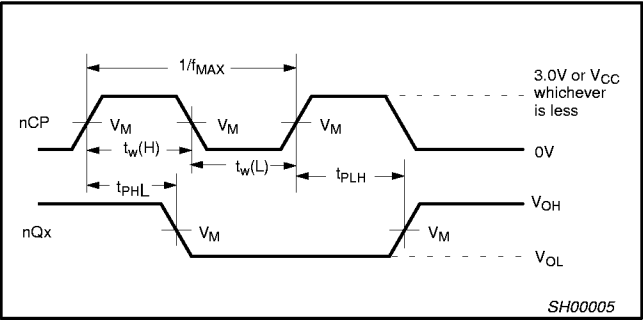 1/fMAX
3.0V or VCC
whichever
is less
nCP
VM
VM
VM
tw(H)
tw(L)
0V
tPHL
tPLH
VOH
nQx
VM
VM
VOL
SH00005